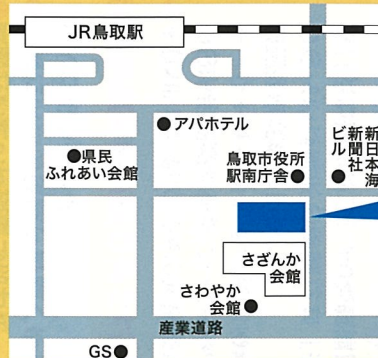 JR鳥取駅
アパホテル
県民
ふれあい会館
鳥取市役所
駅南庁舎
新日本海
新聞社
ビル
さざんか
会館
さわやか
会館
産業道路
GS